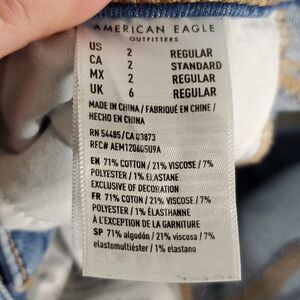 AMERICAN EAGLE
OUTFITTERS
US 2 REGULAR
CA 2 STANDARD
MX 2 REGULAR
UK 6 REGULAR
MADE IN CHINA / FABRIQUÉ EN CHINE /
HECHO EN CHINA
RN 54485/CA 03873
RFC# AEM120605U9A
EN 71% COTTON / 21% VISCOSE / 7%
POLYESTER / 1% ELASTANE
EXCLUSIVE OF DECORATION
FR 71% COTON / 21% VISCOSE / 7%
POLYESTER / 1% ÉLASTHANNE
À L'EXCEPTION DE LA GARNITURE
SP 71% algodón / 21% viscosa / 7%
elastomultiéster / 1% elastano